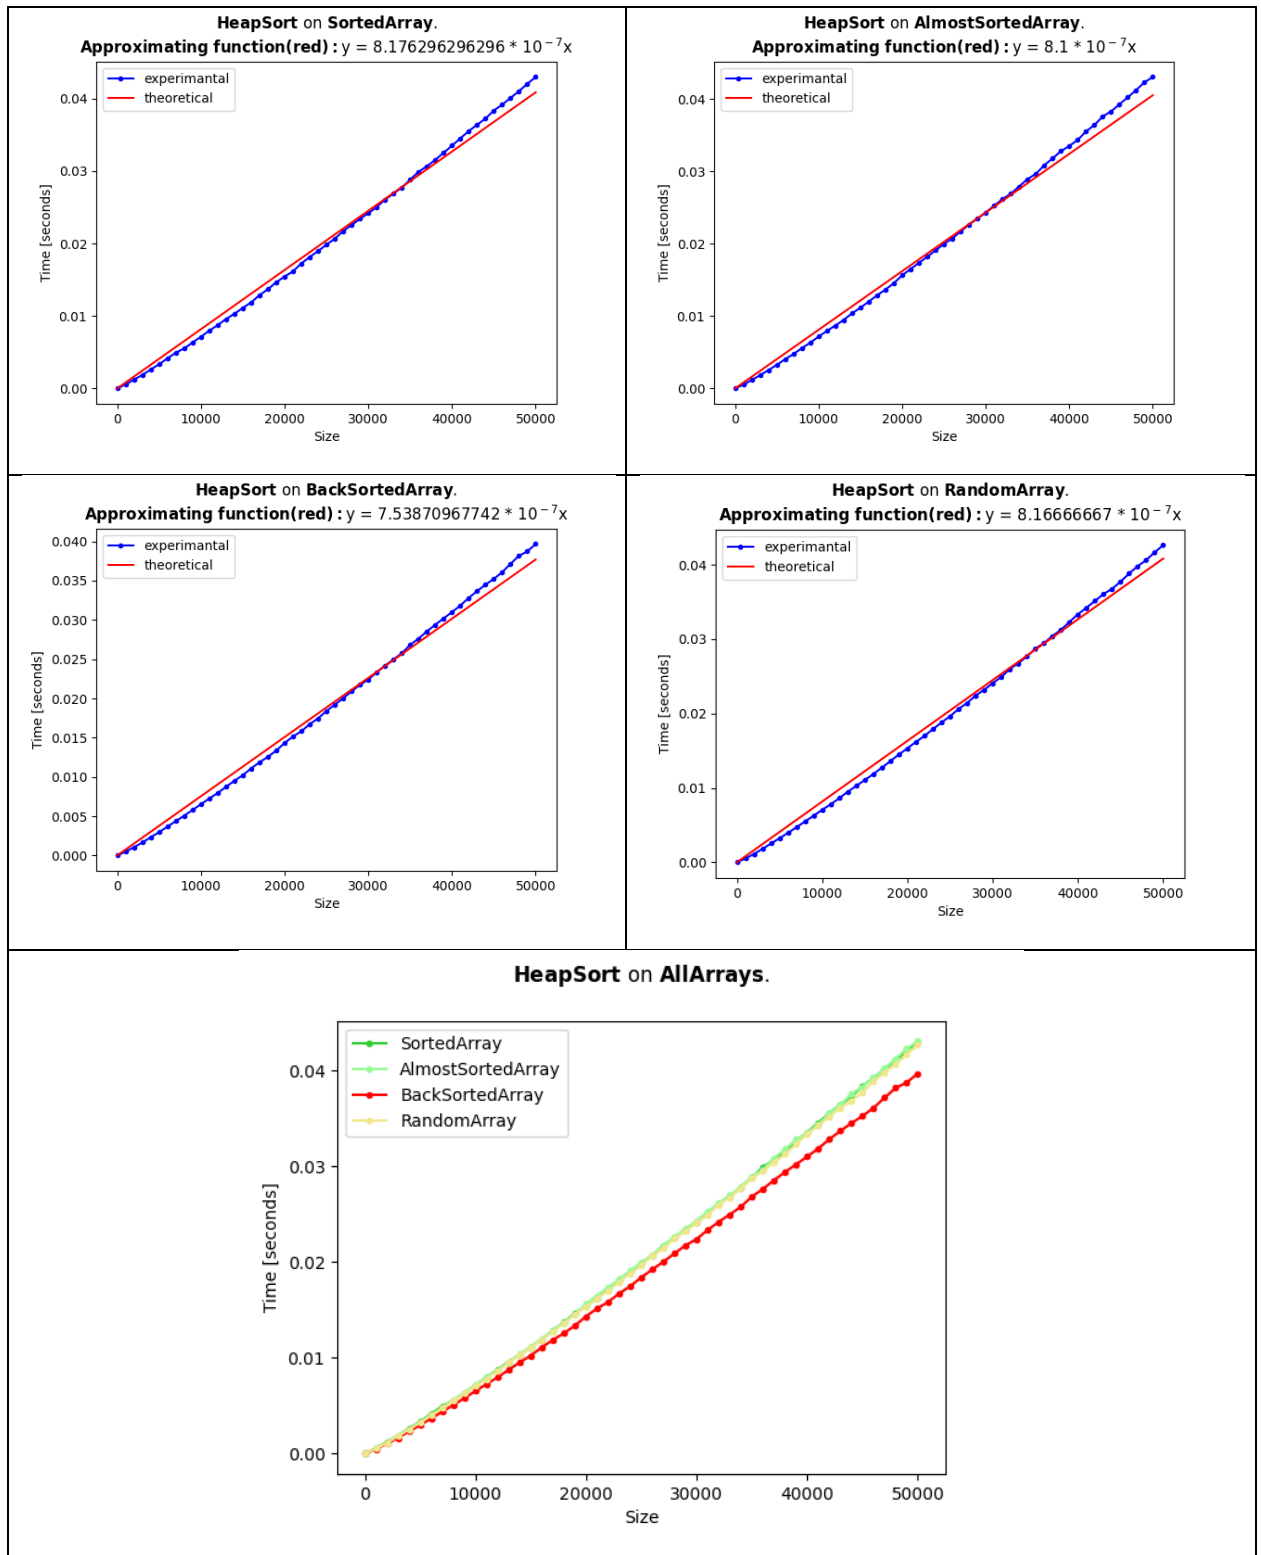 HeapSort on SortedArray.
Approximating function(red) : y = 8.176296296296 * 10⁻⁷x
experimantal
theoretical
0.04
0.03
0.02
0.01
0.00
Time [seconds]
0 10000 20000 30000 40000 50000
Size
HeapSort on AlmostSortedArray.
Approximating function(red) : y = 8.1 * 10⁻⁷x
experimantal
theoretical
0.04
0.03
0.02
0.01
0.00
Time [seconds]
0 10000 20000 30000 40000 50000
Size
HeapSort on BackSortedArray.
Approximating function(red) : y = 7.53870967742 * 10⁻⁷x
experimantal
theoretical
0.040
0.035
0.030
0.025
0.020
0.015
0.010
0.005
0.000
Time [seconds]
0 10000 20000 30000 40000 50000
Size
HeapSort on RandomArray.
Approximating function(red) : y = 8.16666667 * 10⁻⁷x
experimantal
theoretical
0.04
0.03
0.02
0.01
0.00
Time [seconds]
0 10000 20000 30000 40000 50000
Size
HeapSort on AllArrays.
SortedArray
AlmostSortedArray
BackSortedArray
RandomArray
0.04
0.03
0.02
0.01
0.00
Time [seconds]
0 10000 20000 30000 40000 50000
Size